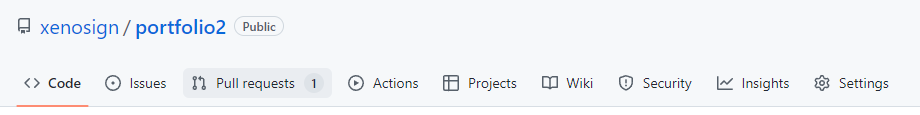 xenosign / portfolio2 Public
Code Issues Pull requests 1 Actions Projects Wiki Security Insights Settings